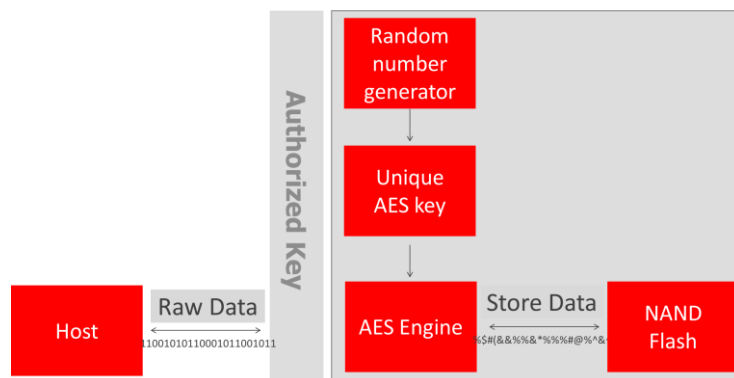 Random
number
generator
Authorized Key
Unique
AES key
Host
Raw Data
11001010110001011001011
AES Engine
Store Data
%$#(&&%%&*%%%#@%^&
NAND
Flash